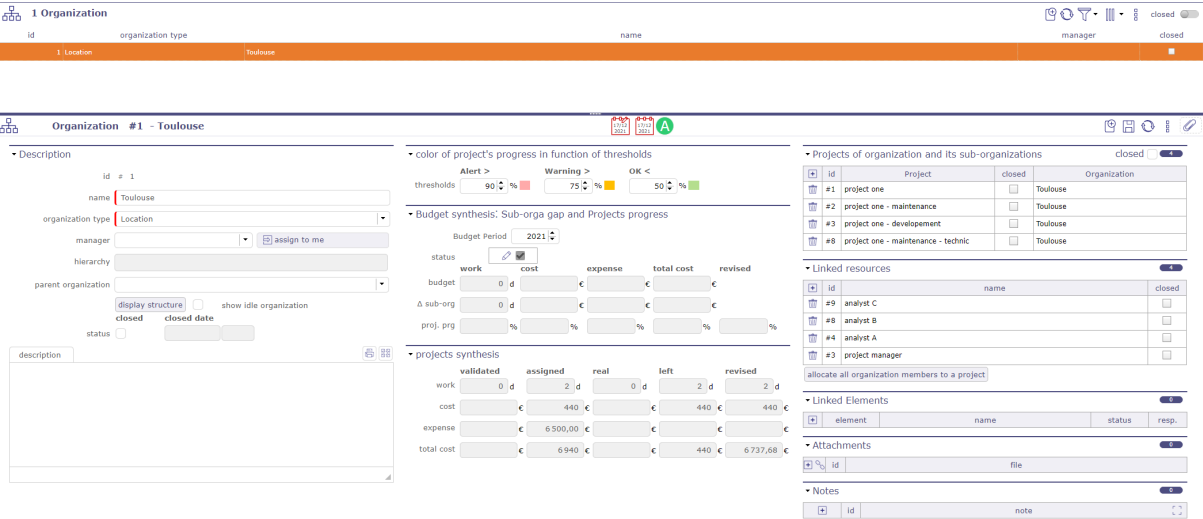 1 Organization
closed
id organization type name manager closed
1 Location Toulouse
Organization #1 - Toulouse
17/12 2021
17/12 2021
A
Description
id # 1
name Toulouse
organization type Location
manager assign to me
hierarchy
parent organization
display structure show idle organization
closed closed date
status
description
color of project's progress in function of thresholds
Alert > Warning > OK <
thresholds 90 % 75 % 50 %
Budget synthesis: Sub-orga gap and Projects progress
Budget Period 2021
status
work cost expense total cost revised
budget 0 d € € €
Δ sub-org 0 d € € €
proj. prg % % % % %
projects synthesis
validated assigned real left revised
work 0 d 2 d 0 d 2 d 2 d
cost € 440 € € 440 € 440 €
expense € 6 500,00 € € € €
total cost € 6 940 € € 440 € 6 737,68 €
Projects of organization and its sub-organizations closed 4
id Project closed Organization
#1 project one Toulouse
#2 project one - maintenance Toulouse
#3 project one - developement Toulouse
#8 project one - maintenance - technic Toulouse
Linked resources 4
id name closed
#9 analyst C
#8 analyst B
#4 analyst A
#3 project manager
allocate all organization members to a project
Linked Elements 0
element name status resp.
Attachments 0
id file
Notes 0
id note